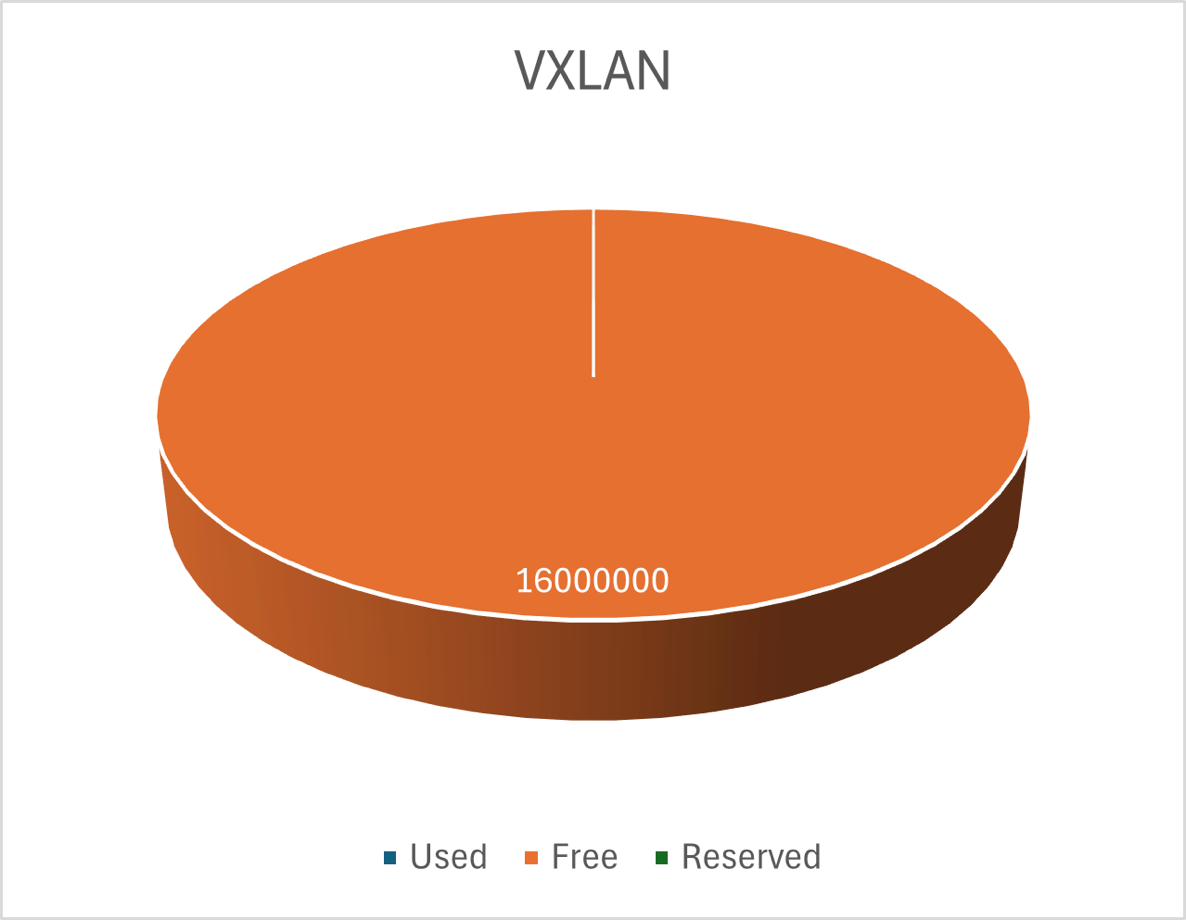 VXLAN
16000000
Used Free Reserved